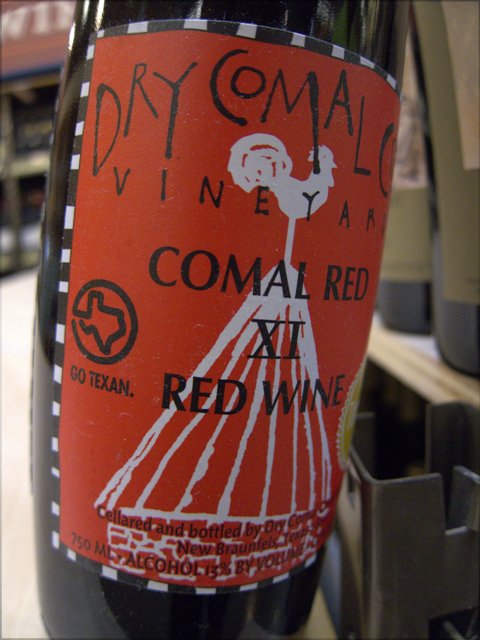 DRY COMAL C
VINEYAR
COMAL RED
XI
RED WINE
GO TEXAN.
Cellared and bottled by Dry Com
New Braunfels, Texas
750 ML • ALCOHOL 13% BY VOLUME